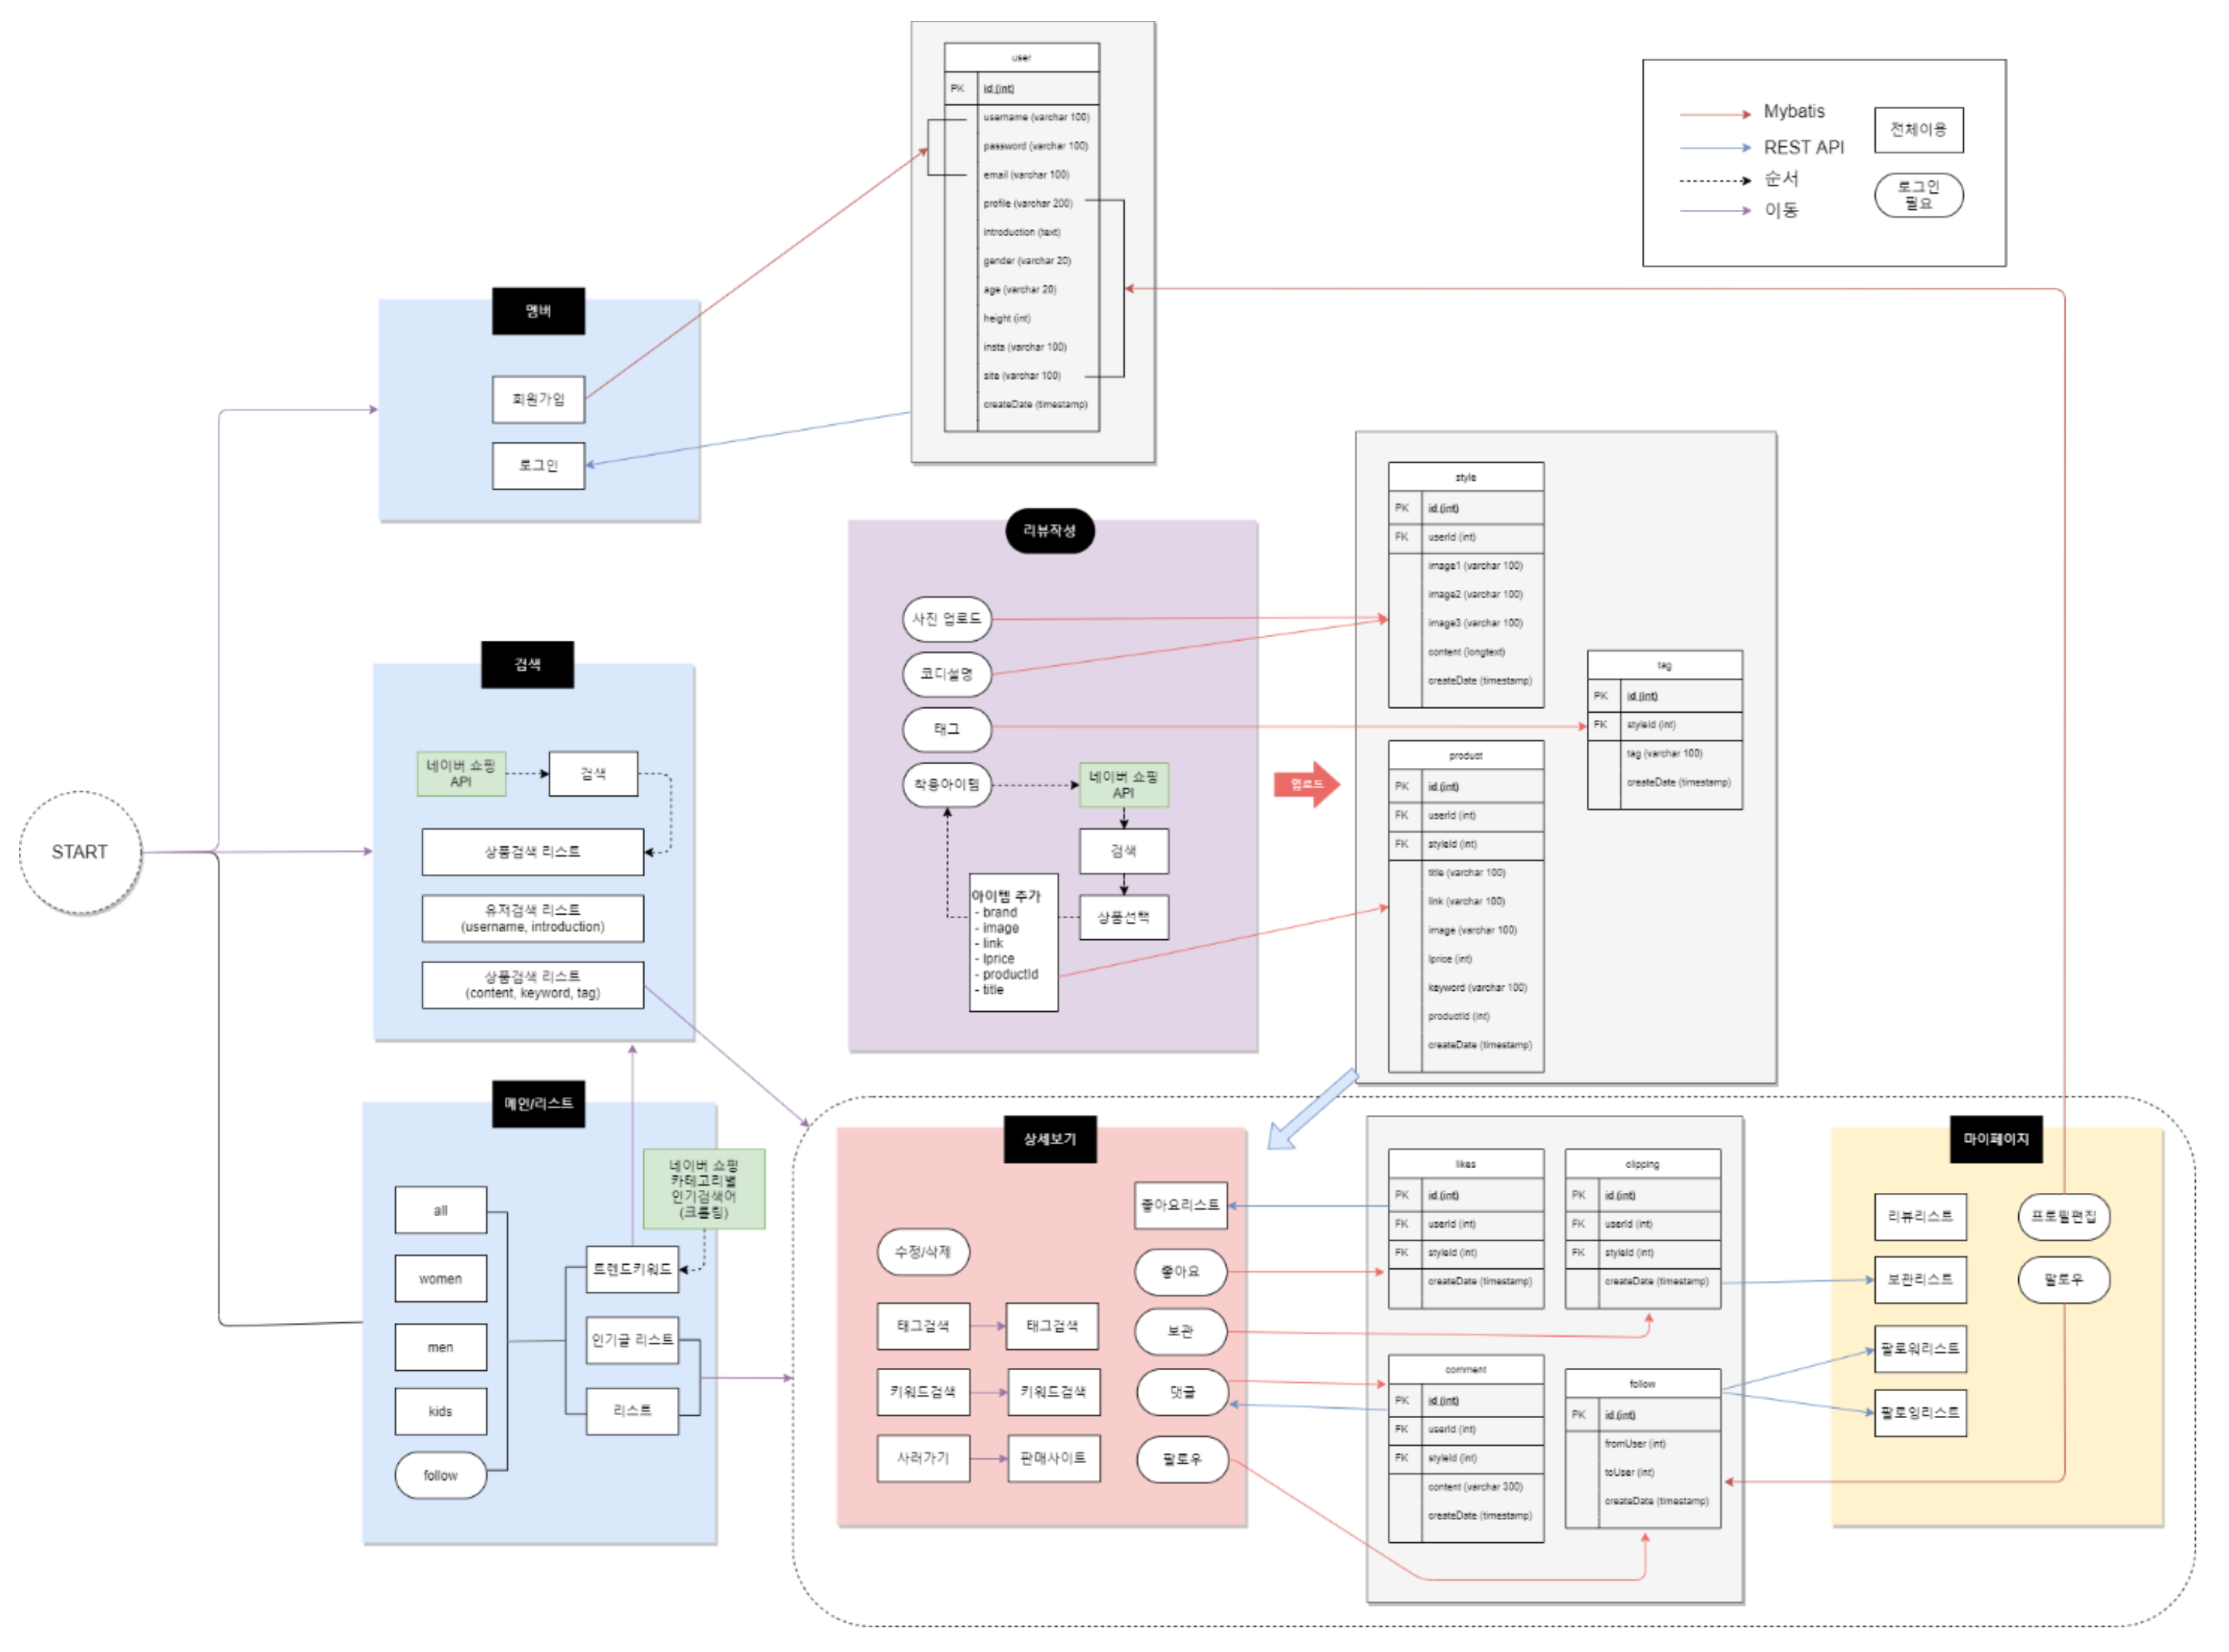 user
PK
id (int)
username (varchar 100)
password (varchar 100)
email (varchar 100)
profile (varchar 200)
introduction (text)
gender (varchar 20)
age (varchar 20)
height (int)
insta (varchar 100)
site (varchar 100)
createDate (timestamp)
Mybatis
REST API
순서
이동
전체이용
로그인
필요
멤버
회원가입
로그인
리뷰작성
사진 업로드
코디설명
태그
착용아이템
네이버 쇼핑
API
검색
상품선택
아이템 추가
- brand
- image
- link
- lprice
- productId
- title
업로드
style
PK
id (int)
FK
userId (int)
image1 (varchar 100)
image2 (varchar 100)
image3 (varchar 100)
content (longtext)
createDate (timestamp)
tag
PK
id (int)
FK
styleId (int)
tag (varchar 100)
createDate (timestamp)
product
PK
id (int)
FK
userId (int)
FK
styleId (int)
title (varchar 100)
link (varchar 100)
image (varchar 100)
lprice (int)
keyword (varchar 100)
productId (int)
createDate (timestamp)
START
검색
네이버 쇼핑
API
검색
상품검색 리스트
유저검색 리스트
(username, introduction)
상품검색 리스트
(content, keyword, tag)
메인/리스트
all
women
men
kids
follow
네이버 쇼핑
카테고리별
인기검색어
(크롤링)
트렌드키워드
인기글 리스트
리스트
상세보기
수정/삭제
태그검색
태그검색
키워드검색
키워드검색
사러가기
판매사이트
좋아요리스트
좋아요
보관
댓글
팔로우
likes
PK
id (int)
FK
userId (int)
FK
styleId (int)
createDate (timestamp)
clipping
PK
id (int)
FK
userId (int)
FK
styleId (int)
createDate (timestamp)
comment
PK
id (int)
FK
userId (int)
FK
styleId (int)
content (varchar 300)
createDate (timestamp)
follow
PK
id (int)
fromUser (int)
toUser (int)
createDate (timestamp)
마이페이지
리뷰리스트
보관리스트
팔로워리스트
팔로잉리스트
프로필편집
팔로우